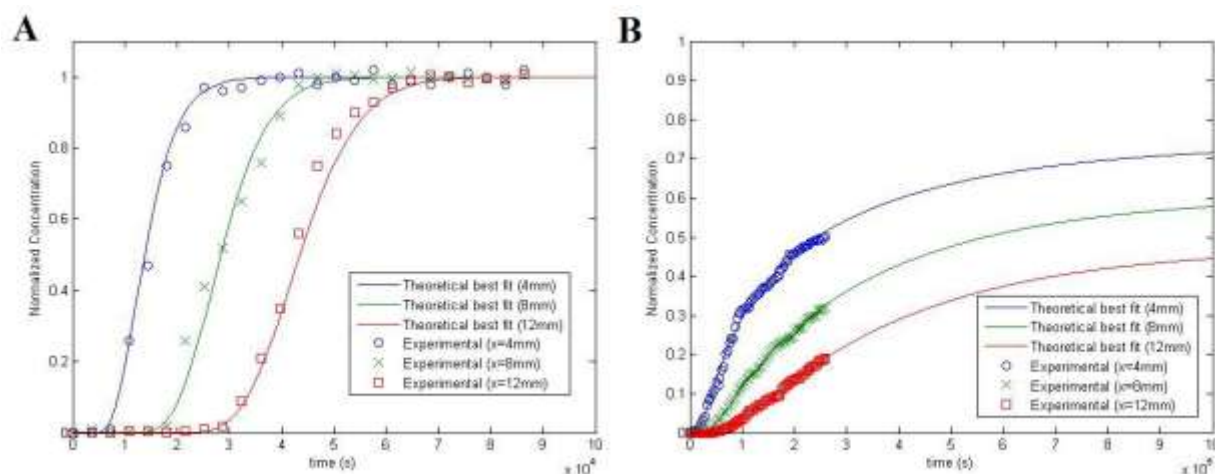 A
Normalized Concentration
1
0.8
0.6
0.4
0.2
0
0 1 2 3 4 5 6 7 8 9 10
time (s)
Theoretical best fit (4mm)
Theoretical best fit (8mm)
Theoretical best fit (12mm)
Experimental (x=4mm)
Experimental (x=8mm)
Experimental (x=12mm)
B
Normalized Concentration
1
0.9
0.8
0.7
0.6
0.5
0.4
0.3
0.2
0.1
0 1 2 3 4 5 6 7 8 9 10
time (s)
Theoretical best fit (4mm)
Theoretical best fit (8mm)
Theoretical best fit (12mm)
Experimental (x=4mm)
Experimental (x=8mm)
Experimental (x=12mm)